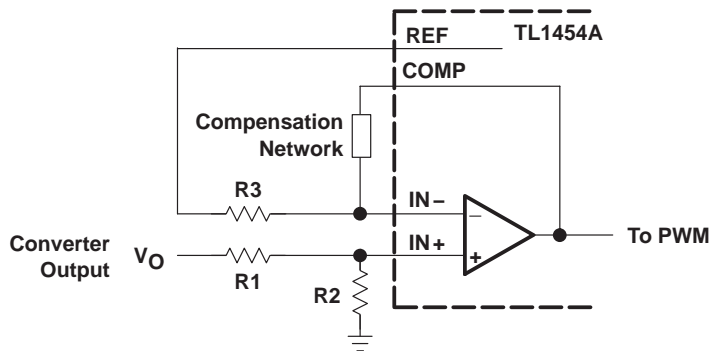 REF
TL1454A
COMP
Compensation
Network
R3
IN –
–
Converter
Output
VO
R1
IN +
+
To PWM
R2